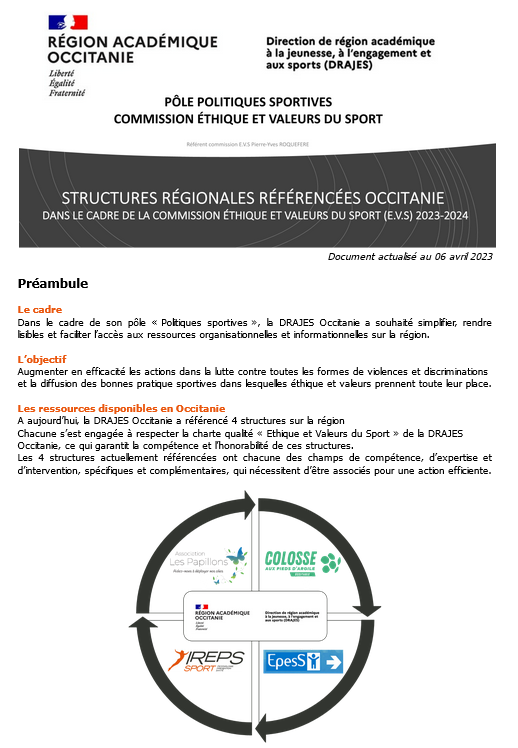 RÉGION ACADÉMIQUE
OCCITANIE
Liberté
Égalité
Fraternité
Direction de région académique
à la jeunesse, à l'engagement et
aux sports (DRAJES)
PÔLE POLITIQUES SPORTIVES
COMMISSION ÉTHIQUE ET VALEURS DU SPORT
Référent commission E.V.S Pierre-Yves ROQUEFERE
STRUCTURES RÉGIONALES RÉFÉRENCÉES OCCITANIE
DANS LE CADRE DE LA COMMISSION ÉTHIQUE ET VALEURS DU SPORT (E.V.S) 2023-2024
Document actualisé au 06 avril 2023
Préambule
Le cadre
Dans le cadre de son pôle « Politiques sportives », la DRAJES Occitanie a souhaité simplifier, rendre
lisibles et faciliter l'accès aux ressources organisationnelles et informationnelles sur la région.
L'objectif
Augmenter en efficacité les actions dans la lutte contre toutes les formes de violences et discriminations
et la diffusion des bonnes pratique sportives dans lesquelles éthique et valeurs prennent toute leur place.
Les ressources disponibles en Occitanie
A aujourd'hui, la DRAJES Occitanie a référencé 4 structures sur la région
Chacune s'est engagée à respecter la charte qualité « Ethique et Valeurs du Sport » de la DRAJES
Occitanie, ce qui garantit la compétence et l'honorabilité de ces structures.
Les 4 structures actuellement référencées ont chacune des champs de compétence, d'expertise et
d'intervention, spécifiques et complémentaires, qui nécessitent d'être associés pour une action efficiente.
Association
Les Papillons
COLOSSE
AUX PIEDS D'ARGILE
RÉGION ACADÉMIQUE
OCCITANIE
Liberté
Égalité
Fraternité
Direction de région académique
à la jeunesse, à l'engagement et
aux sports (DRAJES)
IREPS
SPORT
EpesS